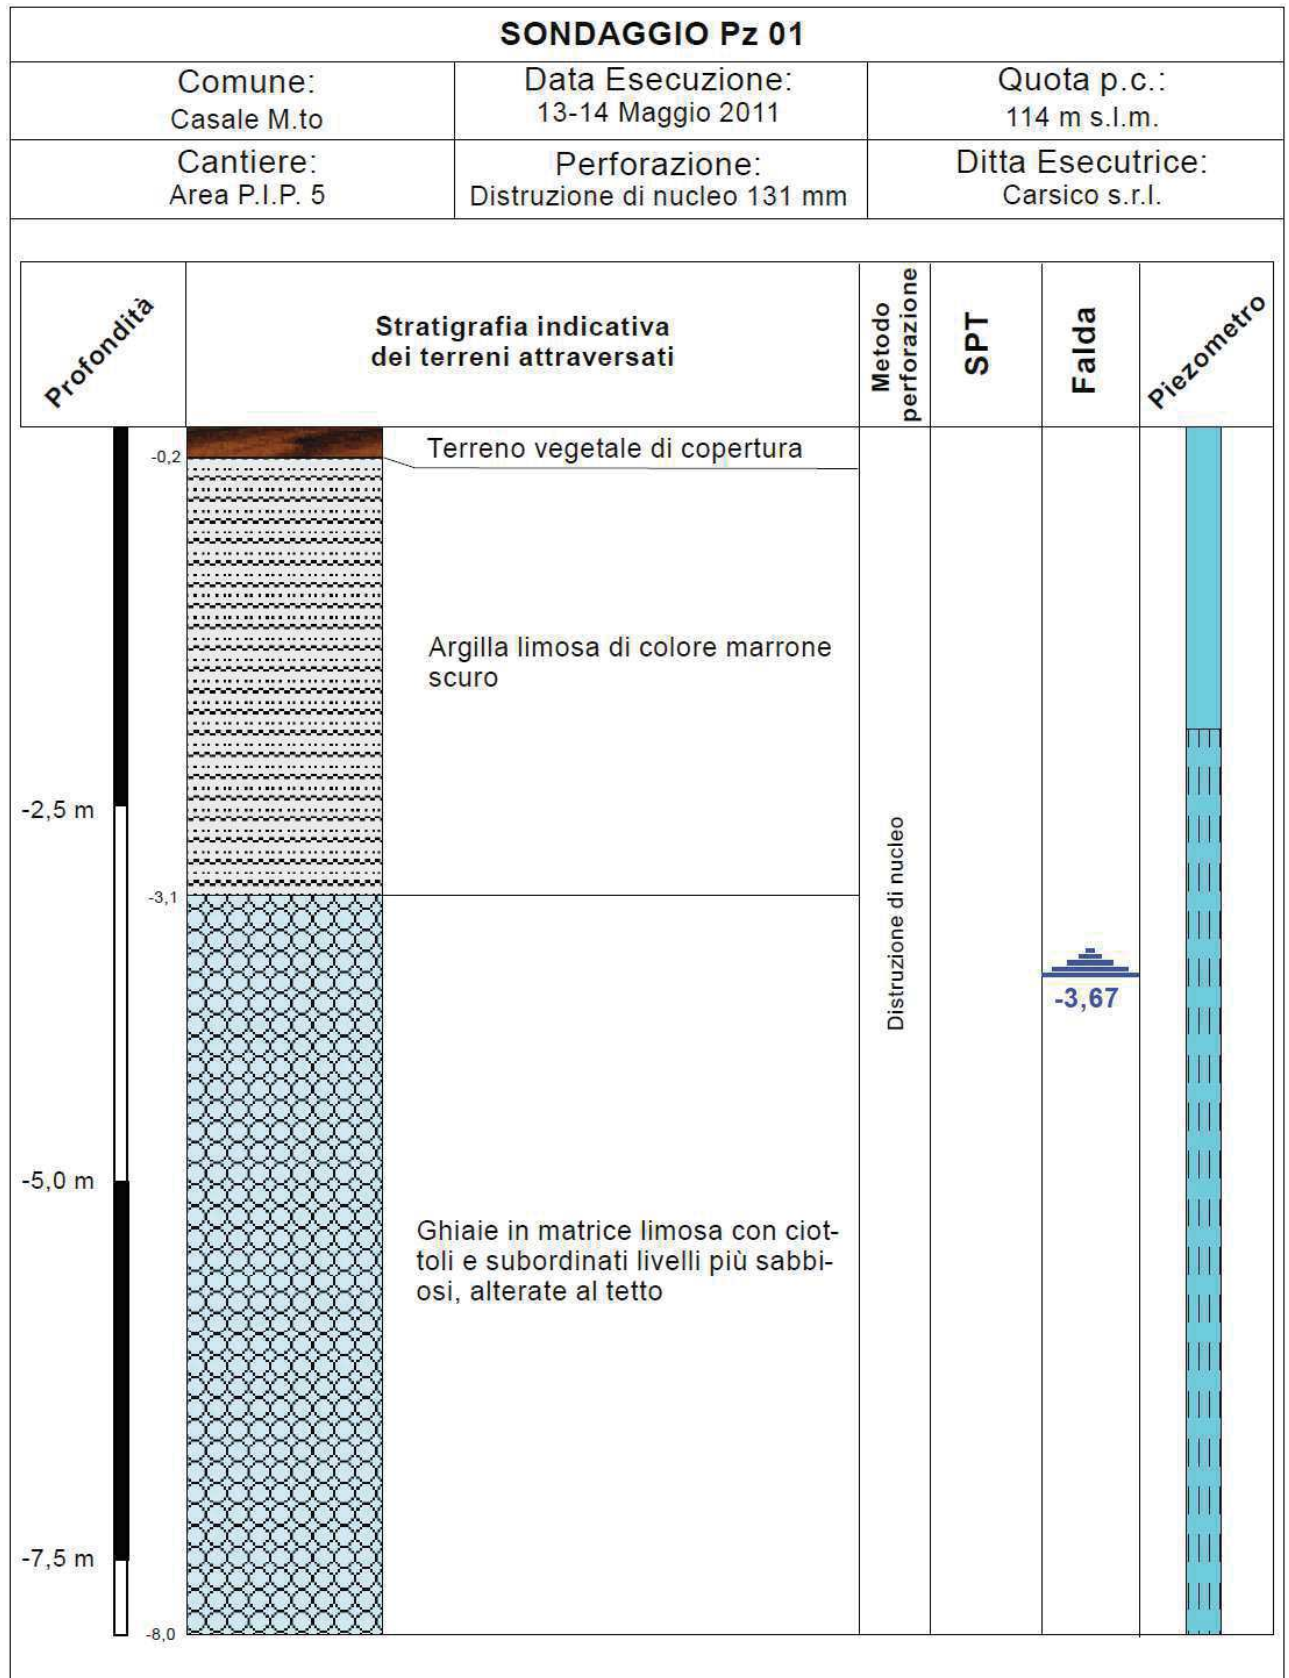 SONDAGGIO Pz 01
Comune:
Casale M.to
Data Esecuzione:
13-14 Maggio 2011
Quota p.c.:
114 m s.l.m.
Cantiere:
Area P.I.P. 5
Perforazione:
Distruzione di nucleo 131 mm
Ditta Esecutrice:
Carsico s.r.l.
Profondità
Stratigrafia indicativa
dei terreni attraversati
Metodo
perforazione
SPT
Falda
Piezometro
-0,2
Terreno vegetale di copertura
Argilla limosa di colore marrone
scuro
-2,5 m
-3,1
Distruzione di nucleo
-3,67
-5,0 m
Ghiaie in matrice limosa con ciot-
toli e subordinati livelli più sabbi-
osi, alterate al tetto
-7,5 m
-8,0